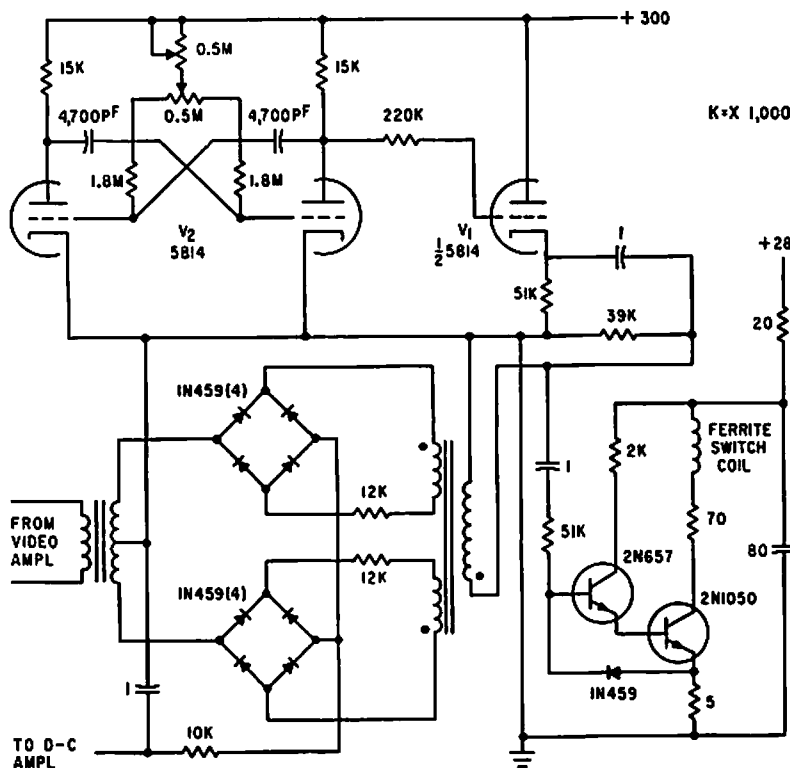 + 300
0.5M
15K
15K
4,700PF
0.5M
4,700PF
220K
K=X 1,000
1.8M
1.8M
V2
5814
V1
1/2 5814
1
+28
51K
39K
20
1N459(4)
FERRITE
SWITCH
COIL
2K
1
12K
70
FROM
VIDEO
AMPL
51K
12K
2N657
80
1N459(4)
2N1050
1
1N459
5
10K
TO D-C
AMPL